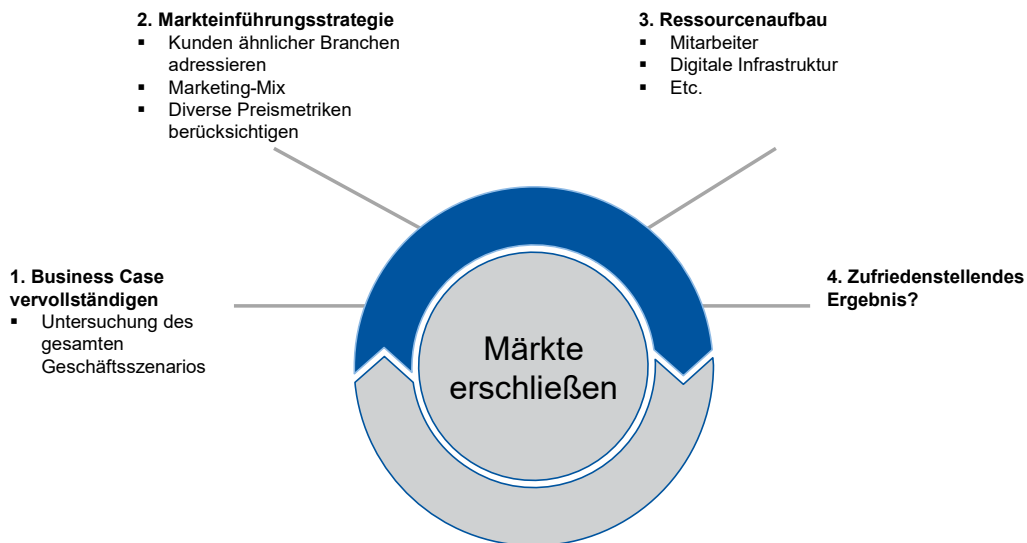 2. Markteinführungsstrategie
▪ Kunden ähnlicher Branchen
adressieren
▪ Marketing-Mix
▪ Diverse Preismetriken
berücksichtigen
3. Ressourcenaufbau
▪ Mitarbeiter
▪ Digitale Infrastruktur
▪ Etc.
1. Business Case
vervollständigen
▪ Untersuchung des
gesamten
Geschäftsszenarios
4. Zufriedenstellendes
Ergebnis?
Märkte
erschließen